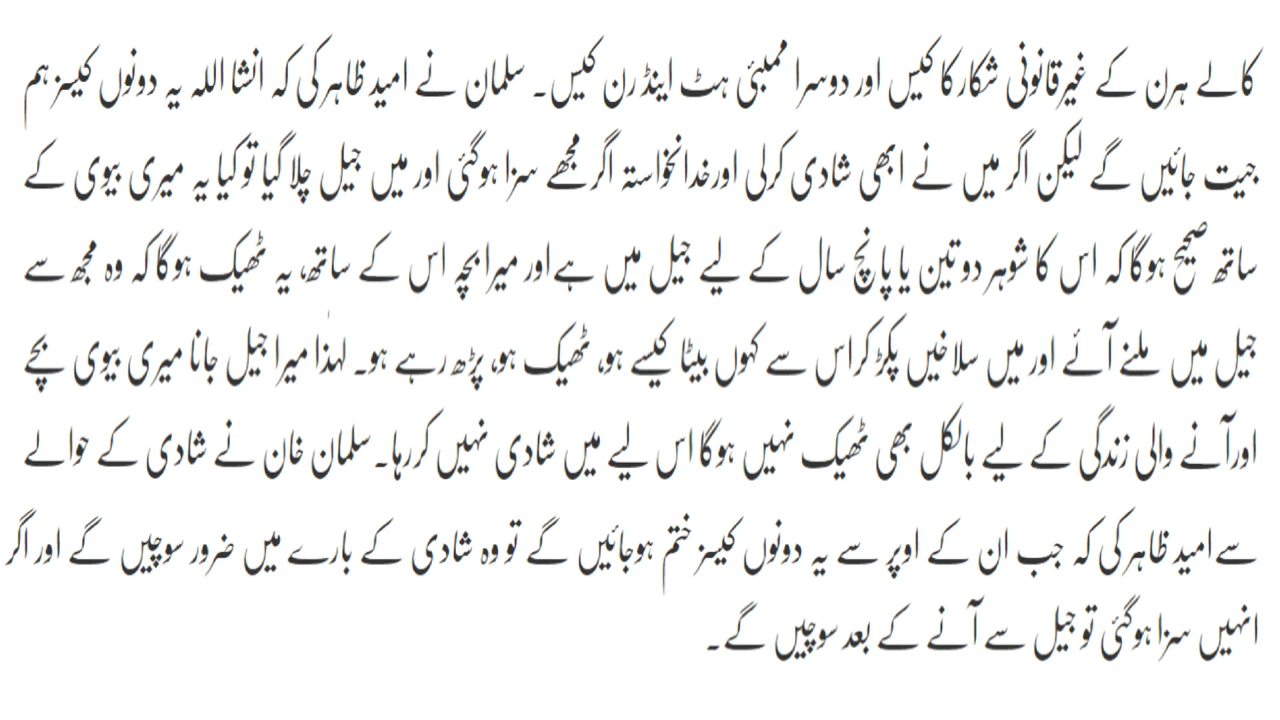 کالے ہرن کے غیر قانونی شکار کا کیس اور دوسرا ممبئی ہٹ اینڈ رن کیس۔ سلمان نے امید ظاہر کی کہ انشا اللہ یہ دونوں کیسز ہم
جیت جائیں گے لیکن اگر میں نے ابھی شادی کرلی اور خدانخواستہ اگر مجھے سزا ہوگئی اور میں جیل چلا گیا تو کیا یہ میری بیوی کے
ساتھ صحیح ہوگا کہ اس کا شوہر دو تین یا پانچ سال کے لیے جیل میں ہے اور میرا بچہ اس کے ساتھ، یہ ٹھیک ہوگا کہ وہ مجھ سے
جیل میں ملنے آئے اور میں سلاخیں پکڑ کر اس سے کہوں بیٹا کیسے ہو، ٹھیک ہو، پڑھ رہے ہو۔ لہٰذا میرا جیل جانا میری بیوی بچے
اور آنے والی زندگی کے لیے بالکل بھی ٹھیک نہیں ہوگا اس لیے میں شادی نہیں کررہا۔ سلمان خان نے شادی کے حوالے
سے امید ظاہر کی کہ جب ان کے اوپر سے یہ دونوں کیسز ختم ہوجائیں گے تو وہ شادی کے بارے میں ضرور سوچیں گے اور اگر
انہیں سزا ہوگئی تو جیل سے آنے کے بعد سوچیں گے۔